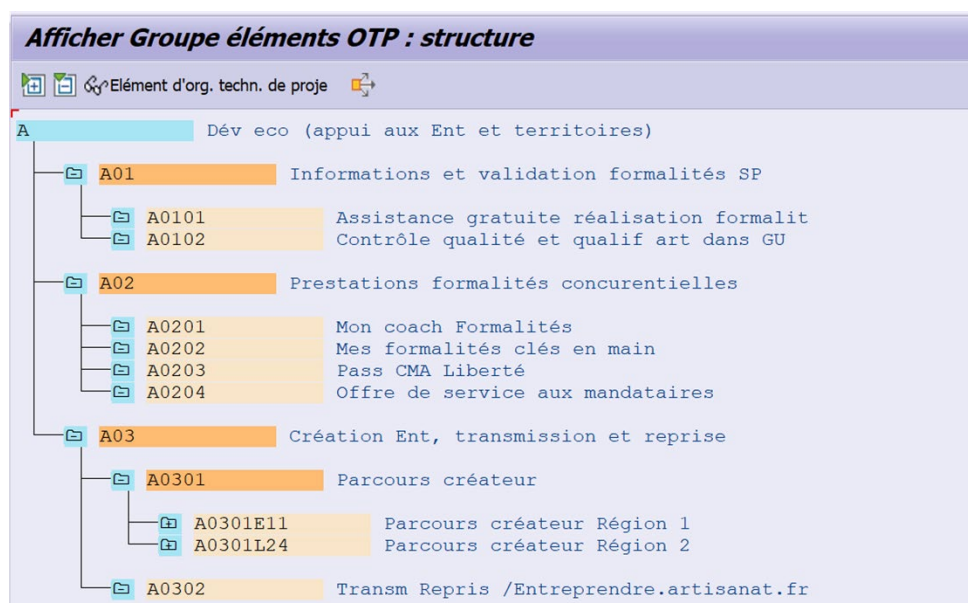 Afficher Groupe éléments OTP : structure
Elément d'org. techn. de proje
A Dév eco (appui aux Ent et territoires)
A01 Informations et validation formalités SP
A0101 Assistance gratuite réalisation formalit
A0102 Contrôle qualité et qualif art dans GU
A02 Prestations formalités concurentielles
A0201 Mon coach Formalités
A0202 Mes formalités clés en main
A0203 Pass CMA Liberté
A0204 Offre de service aux mandataires
A03 Création Ent, transmission et reprise
A0301 Parcours créateur
A0301E11 Parcours créateur Région 1
A0301L24 Parcours créateur Région 2
A0302 Transm Repris /Entreprendre.artisanat.fr